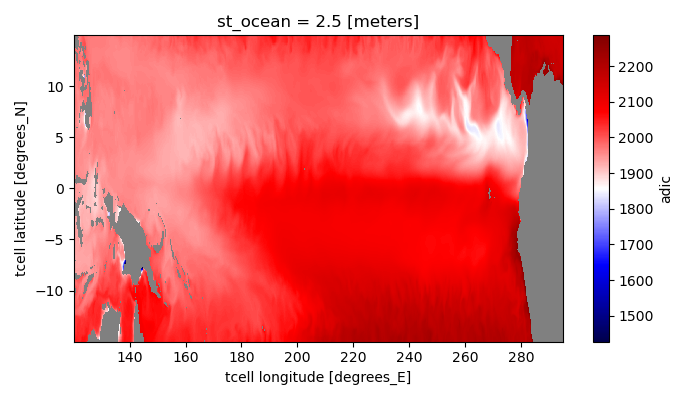 st_ocean = 2.5 [meters]
10
5
0
−5
−10
tcell latitude [degrees_N]
140 160 180 200 220 240 260 280
tcell longitude [degrees_E]
2200
2100
2000
1900
1800
1700
1600
1500
adic